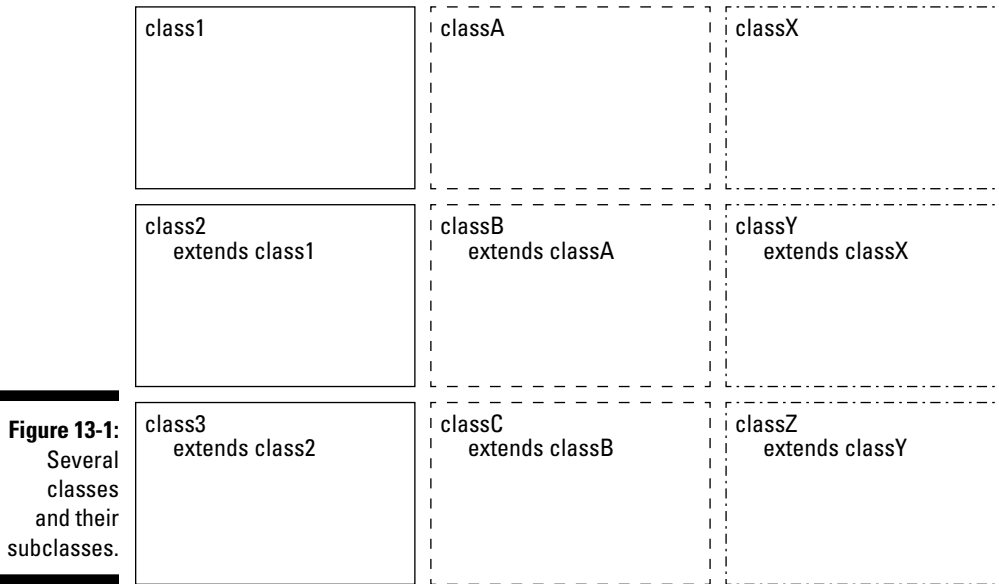 class1
classA
classX
class2
extends class1
classB
extends classA
classY
extends classX
class3
extends class2
classC
extends classB
classZ
extends classY
Figure 13-1:
Several
classes
and their
subclasses.